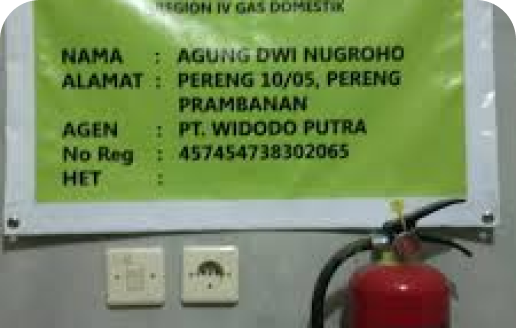 REGION IV GAS DOMESTIK
NAMA : AGUNG DWI NUGROHO
ALAMAT : PERENG 10/05, PERENG
PRAMBANAN
AGEN : PT. WIDODO PUTRA
No Reg : 457454738302065
HET :